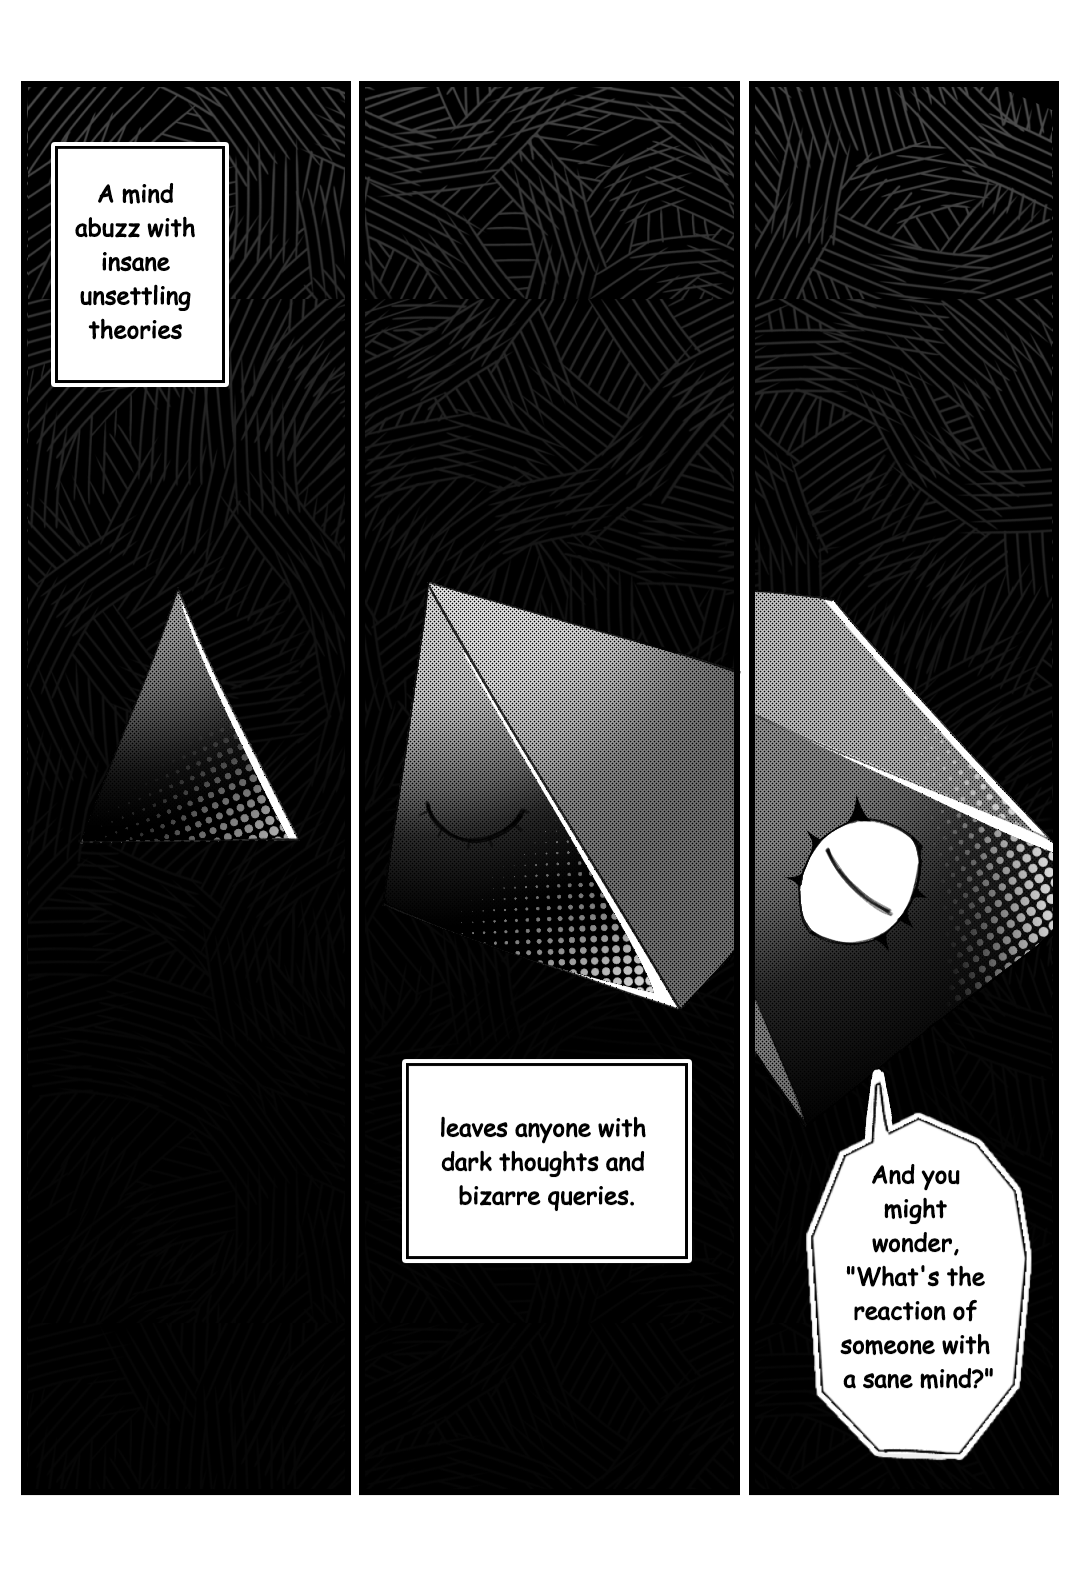 A mind
abuzz with
insane
unsettling
theories
leaves anyone with
dark thoughts and
bizarre queries.
And you
might
wonder,
"What's the
reaction of
someone with
a sane mind?"